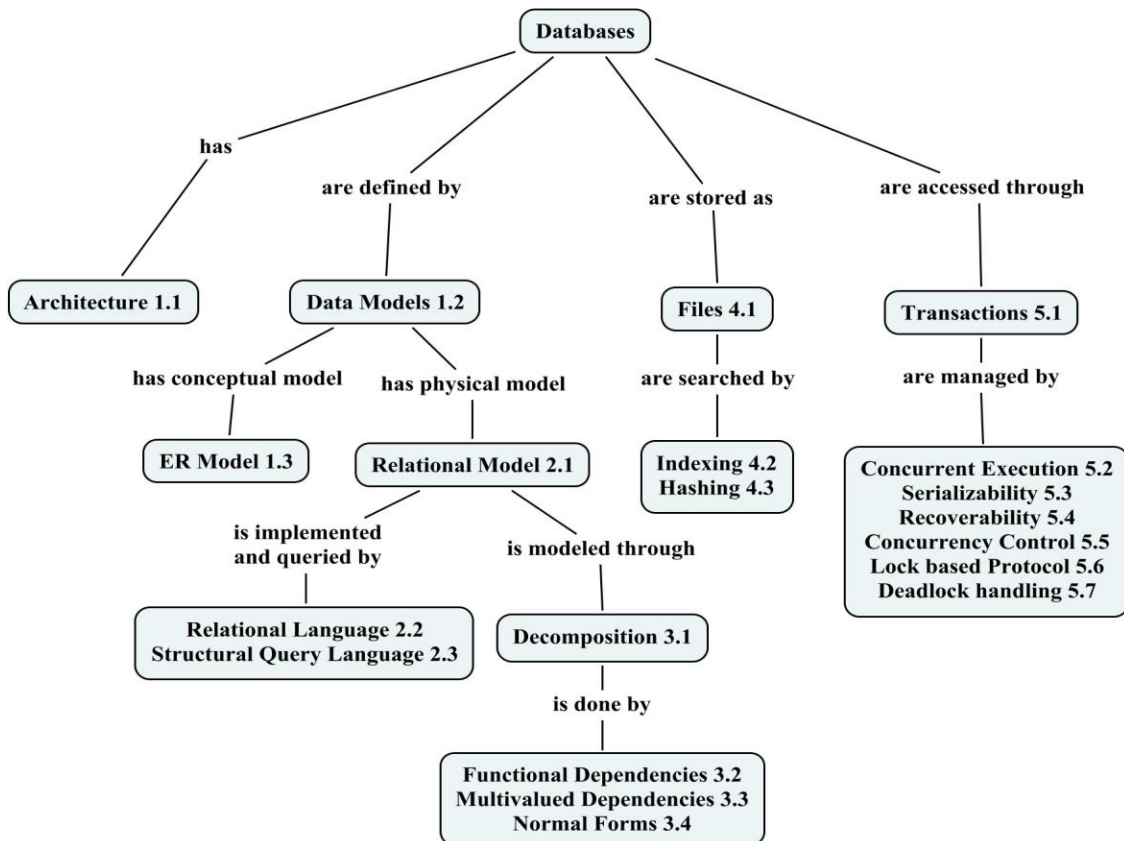 Databases
has
are defined by
are stored as
are accessed through
Architecture 1.1
Data Models 1.2
Files 4.1
Transactions 5.1
has conceptual model
has physical model
are searched by
are managed by
ER Model 1.3
Relational Model 2.1
Indexing 4.2
Hashing 4.3
Concurrent Execution 5.2
Serializability 5.3
Recoverability 5.4
Concurrency Control 5.5
Lock based Protocol 5.6
Deadlock handling 5.7
is implemented
and queried by
is modeled through
Relational Language 2.2
Structural Query Language 2.3
Decomposition 3.1
is done by
Functional Dependencies 3.2
Multivalued Dependencies 3.3
Normal Forms 3.4